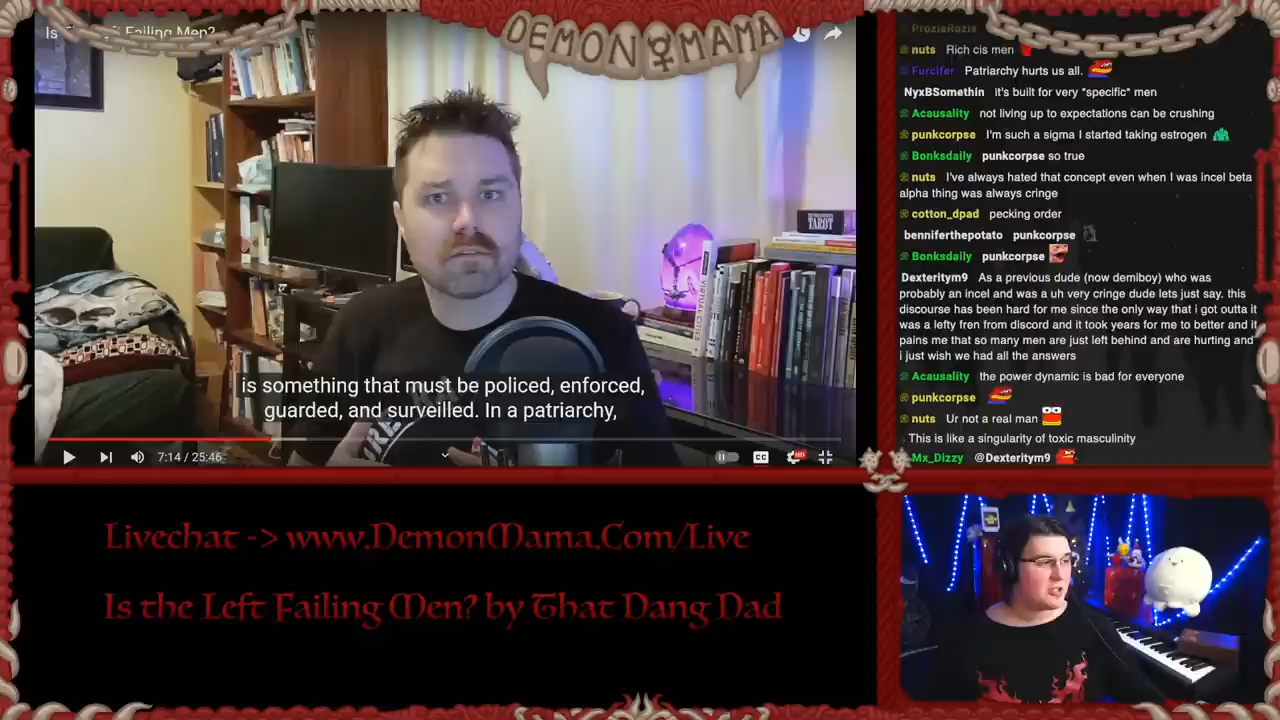 Is the Left Failing Men?
DEMON MAMA
TAROT
VIRTUAL CITIES
is something that must be policed, enforced,
guarded, and surveilled. In a patriarchy,
7:14 / 25:46
CC
HD
ProzieRozie
nuts Rich cis men
Furcifer Patriarchy hurts us all.
NyxBSomethin it's built for very *specific* men
Acausality not living up to expectations can be crushing
punkcorpse I'm such a sigma I started taking estrogen
Bonksdaily punkcorpse so true
nuts I've always hated that concept even when I was incel beta
alpha thing was always cringe
cotton_dpad pecking order
benniferthepotato punkcorpse
Bonksdaily punkcorpse
Dexteritym9 As a previous dude (now demiboy) who was
probably an incel and was a uh very cringe dude lets just say. this
discourse has been hard for me since the only way that i got outta it
was a lefty fren from discord and it took years for me to better and it
pains me that so many men are just left behind and are hurting and
i just wish we had all the answers
Acausality the power dynamic is bad for everyone
punkcorpse
nuts Ur not a real man
This is like a singularity of toxic masculinity
Mx_Dizzy @Dexteritym9
Livechat -> www.DemonMama.Com/Live
Is the Left Failing Men? by That Dang Dad